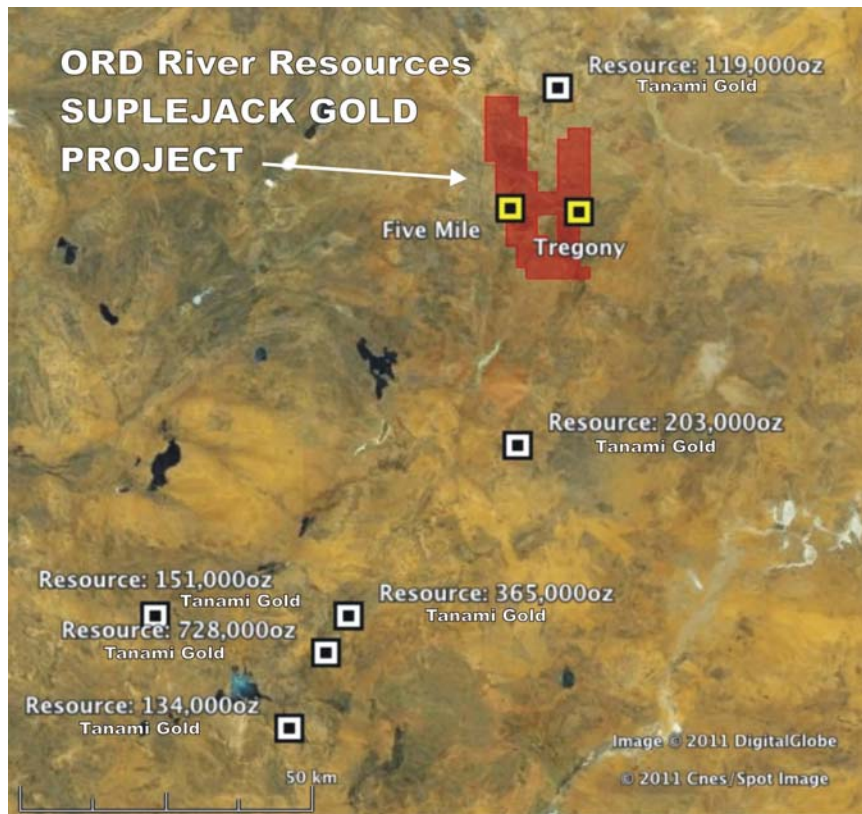 ORD River Resources
SUPLEJACK GOLD
PROJECT
Resource: 119,000oz
Tanami Gold
Five Mile
Tregony
Resource: 203,000oz
Tanami Gold
Resource: 151,000oz
Tanami Gold
Resource: 365,000oz
Tanami Gold
Resource: 728,000oz
Tanami Gold
Resource: 134,000oz
Tanami Gold
Image © 2011 DigitalGlobe
50 km
© 2011 Cnes/Spot Image